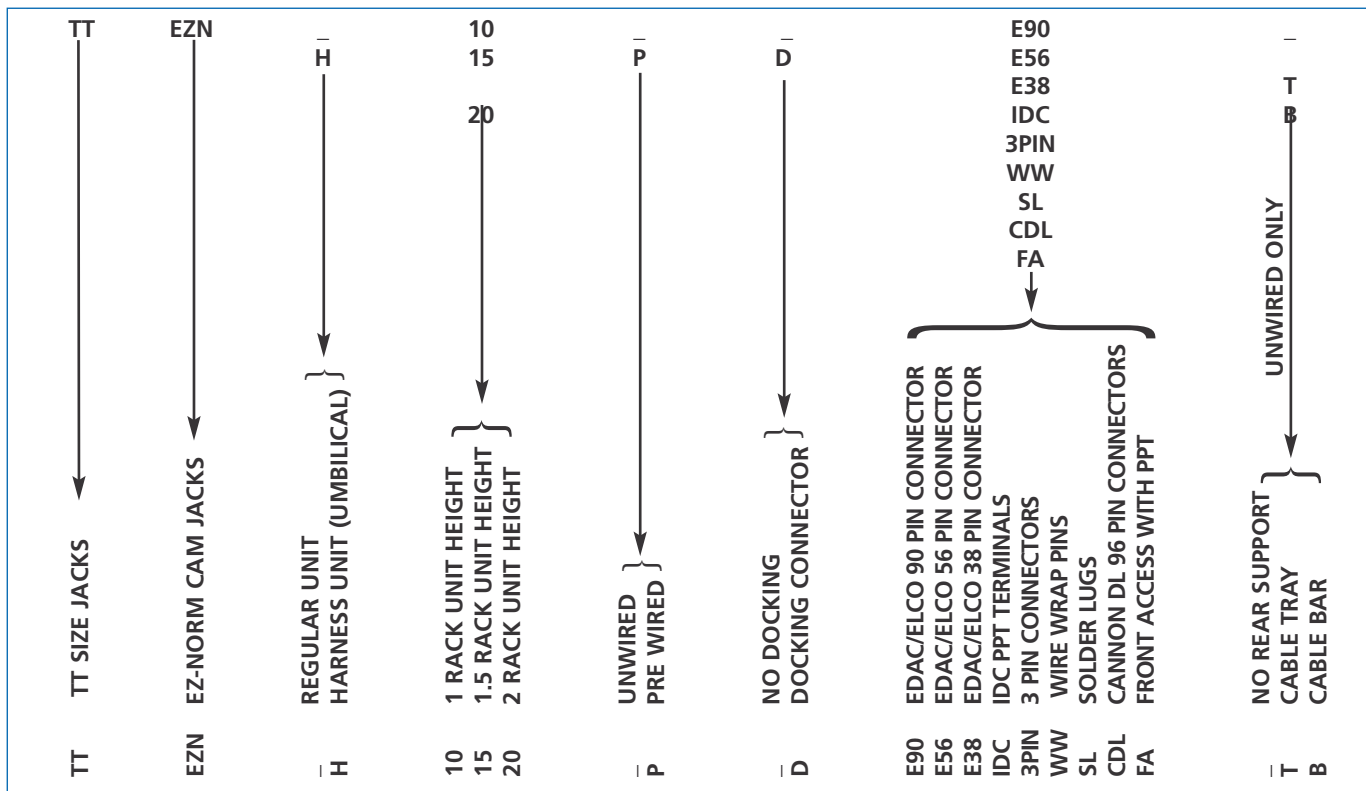 TT EZN _ 10 _ _ E90 _
H 15 P D E56
E38 T
20 IDC B
3PIN
WW
SL
CDL
FA
UNWIRED ONLY
TT TT SIZE JACKS
EZN EZ-NORM CAM JACKS
_ REGULAR UNIT
H HARNESS UNIT (UMBILICAL)
10 1 RACK UNIT HEIGHT
15 1.5 RACK UNIT HEIGHT
20 2 RACK UNIT HEIGHT
_ UNWIRED
P PRE WIRED
_ NO DOCKING
D DOCKING CONNECTOR
E90 EDAC/ELCO 90 PIN CONNECTOR
E56 EDAC/ELCO 56 PIN CONNECTOR
E38 EDAC/ELCO 38 PIN CONNECTOR
IDC IDC PPT TERMINALS
3PIN 3 PIN CONNECTORS
WW WIRE WRAP PINS
SL SOLDER LUGS
CDL CANNON DL 96 PIN CONNECTORS
FA FRONT ACCESS WITH PPT
_ NO REAR SUPPORT
T CABLE TRAY
B CABLE BAR